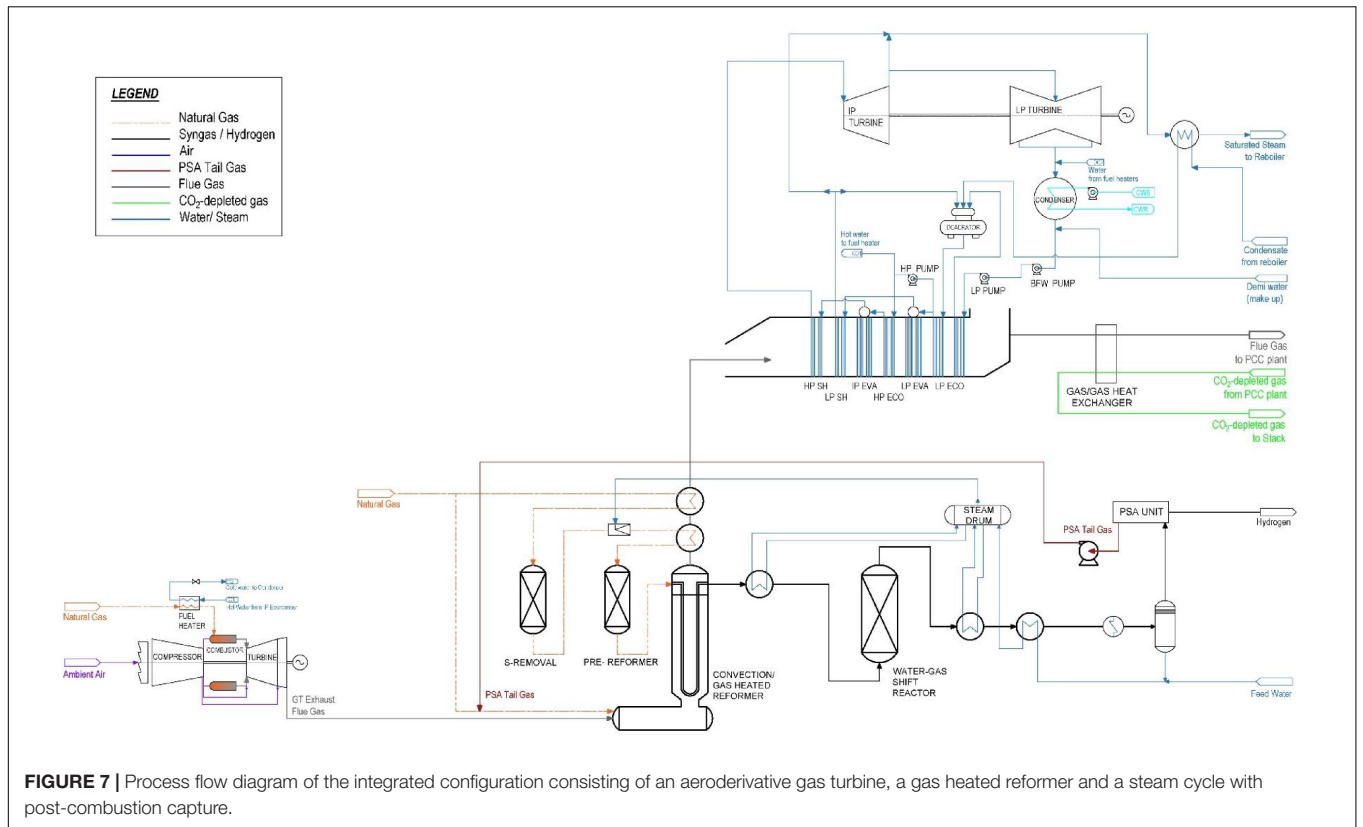 LEGEND
Natural Gas
Syngas / Hydrogen
Air
PSA Tail Gas
Flue Gas
CO₂-depleted gas
Water/ Steam
IP
TURBINE
LP TURBINE
Saturated Steam
to Reboiler
Water
from fuel heaters
CONDENSER
CWS
CWR
Hot water
to fuel heater
HP PUMP
LP PUMP
BFW PUMP
Condensate
from reboiler
Demi water
(make up)
HP SH
LP SH
IP EVA
HP ECO
LP EVA
LP ECO
Flue Gas
to PCC plant
GAS/GAS HEAT
EXCHANGER
CO₂-depleted gas
from PCC plant
CO₂-depleted gas
to Stack
Natural Gas
STEAM
DRUM
PSA UNIT
Hydrogen
PSA Tail Gas
FUEL
HEATER
Natural Gas
COMPRESSOR
COMBUSTOR
TURBINE
Ambient Air
GT Exhaust
Flue Gas
S-REMOVAL
PRE- REFORMER
CONVECTION/
GAS HEATED
REFORMER
WATER-GAS
SHIFT
REACTOR
PSA Tail Gas
Feed Water
FIGURE 7 | Process flow diagram of the integrated configuration consisting of an aeroderivative gas turbine, a gas heated reformer and a steam cycle with
post-combustion capture.